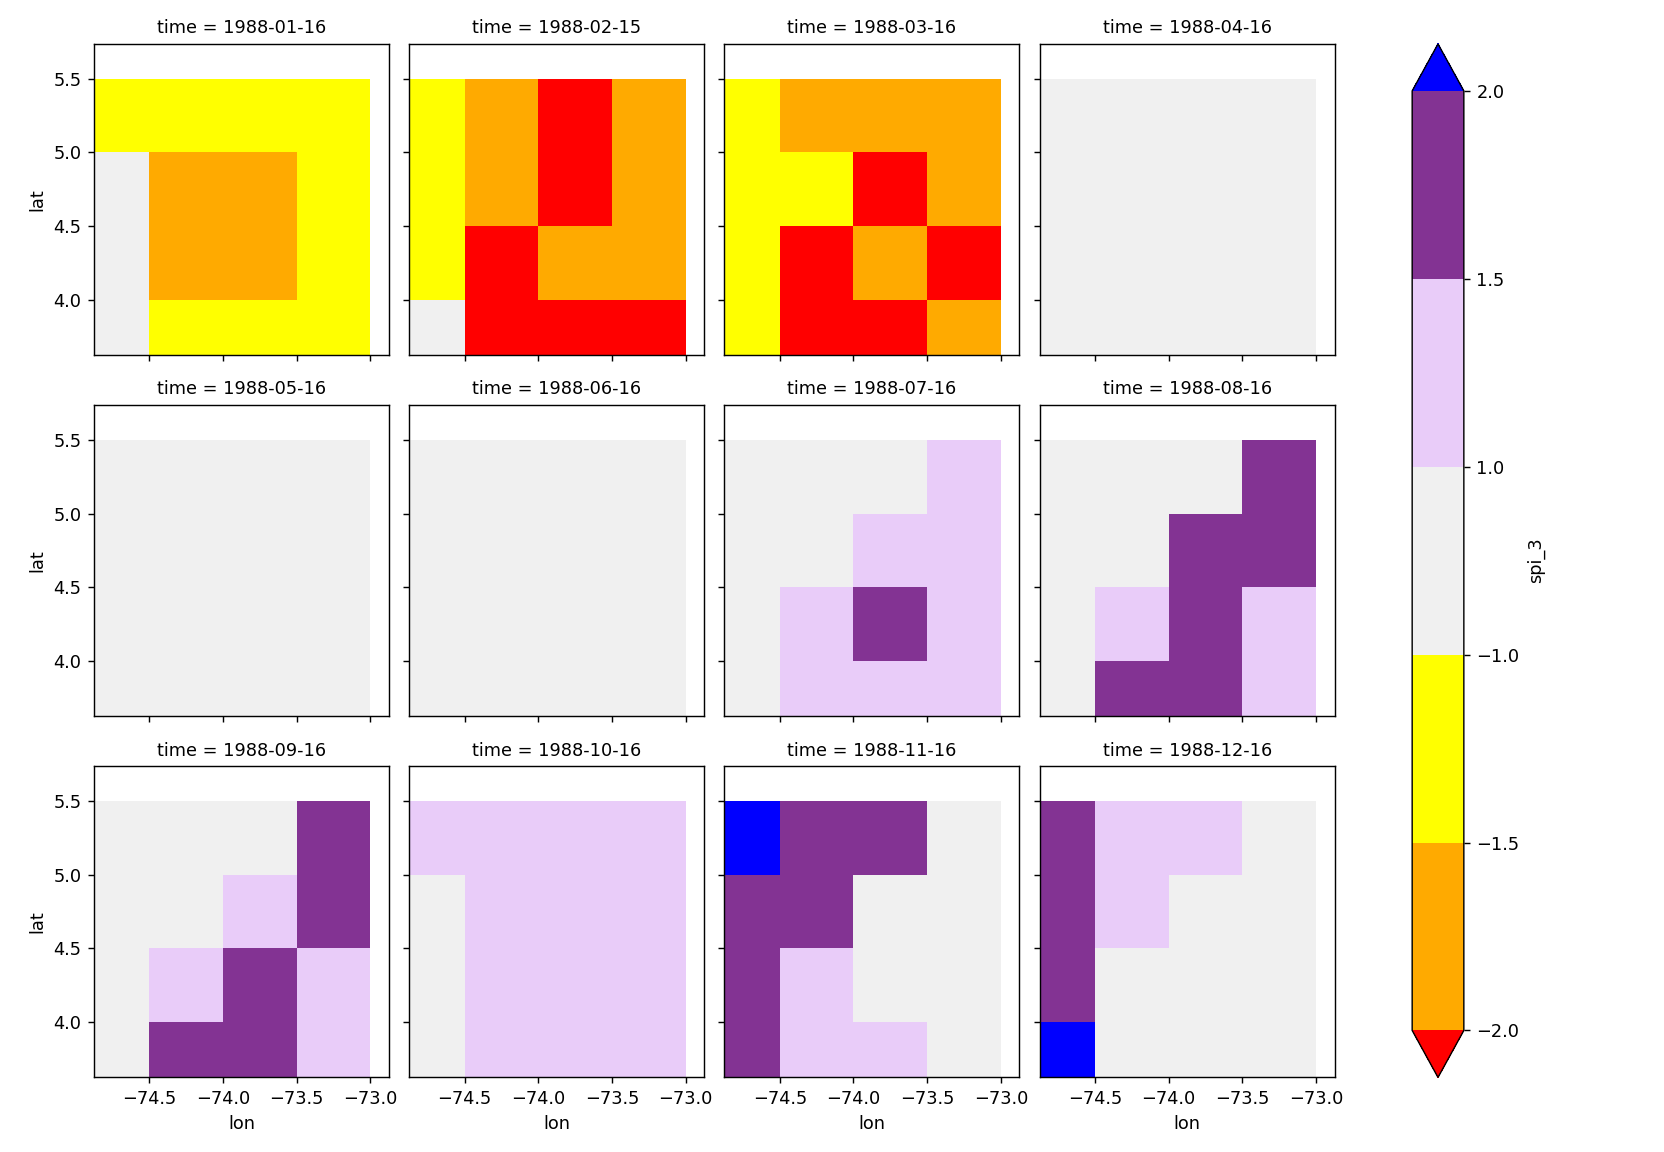 time = 1988-01-16
time = 1988-02-15
time = 1988-03-16
time = 1988-04-16
5.5
5.0
4.5
4.0
lat
time = 1988-05-16
time = 1988-06-16
time = 1988-07-16
time = 1988-08-16
5.5
5.0
4.5
4.0
lat
time = 1988-09-16
time = 1988-10-16
time = 1988-11-16
time = 1988-12-16
5.5
5.0
4.5
4.0
lat
−74.5 −74.0 −73.5 −73.0
lon
−74.5 −74.0 −73.5 −73.0
lon
−74.5 −74.0 −73.5 −73.0
lon
−74.5 −74.0 −73.5 −73.0
lon
2.0
1.5
1.0
−1.0
−1.5
−2.0
spi_3